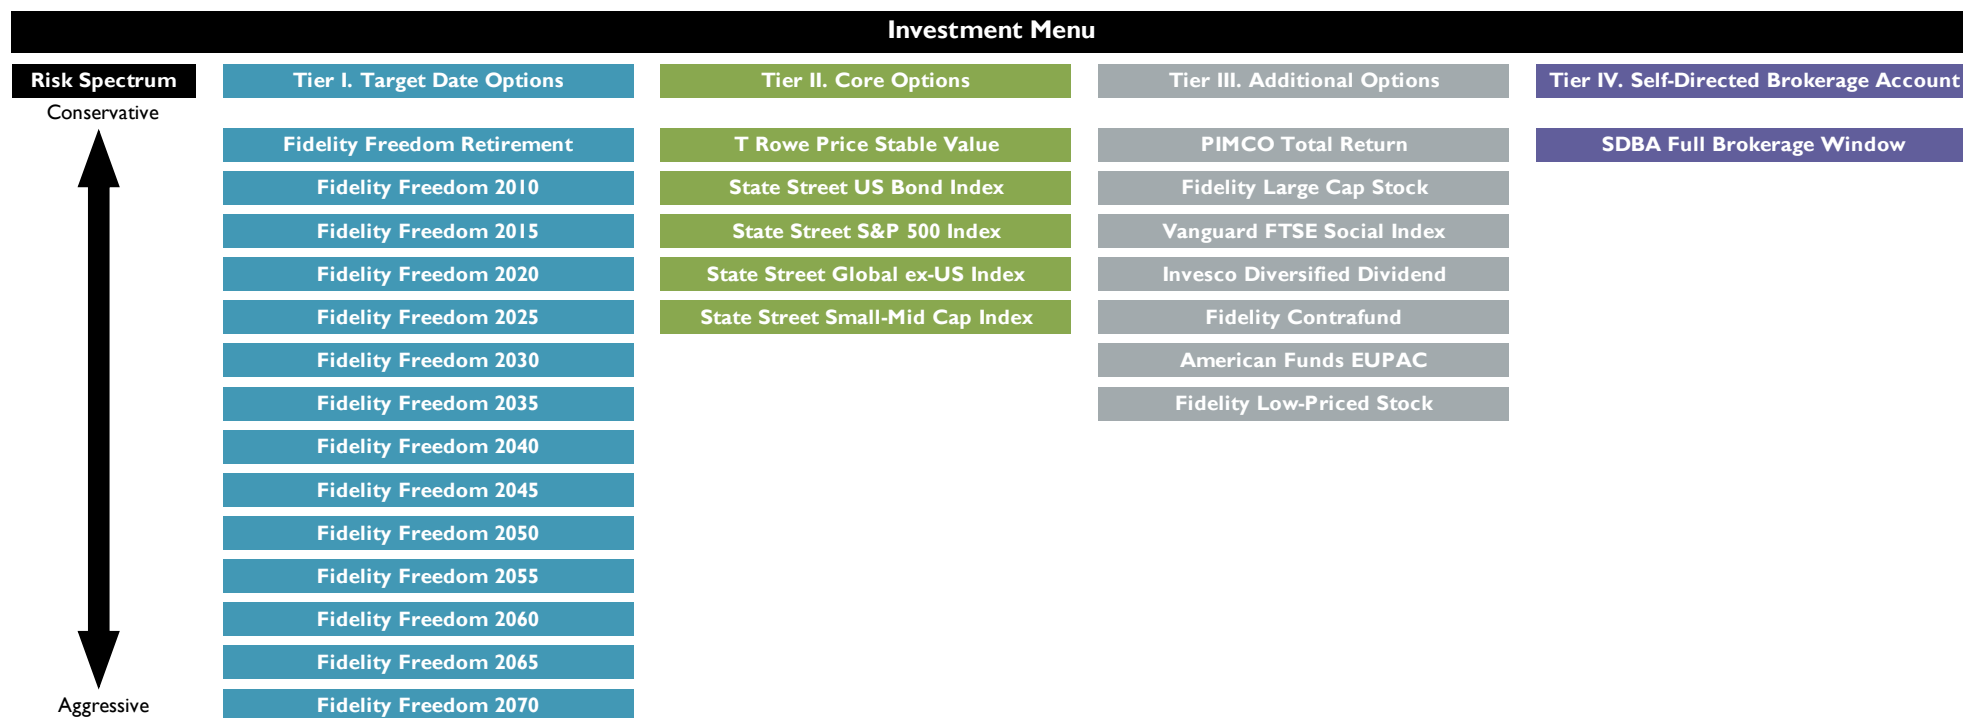 Investment Menu
Risk Spectrum
Conservative
Aggressive
Tier I. Target Date Options
Fidelity Freedom Retirement
Fidelity Freedom 2010
Fidelity Freedom 2015
Fidelity Freedom 2020
Fidelity Freedom 2025
Fidelity Freedom 2030
Fidelity Freedom 2035
Fidelity Freedom 2040
Fidelity Freedom 2045
Fidelity Freedom 2050
Fidelity Freedom 2055
Fidelity Freedom 2060
Fidelity Freedom 2065
Fidelity Freedom 2070
Tier II. Core Options
T Rowe Price Stable Value
State Street US Bond Index
State Street S&P 500 Index
State Street Global ex-US Index
State Street Small-Mid Cap Index
Tier III. Additional Options
PIMCO Total Return
Fidelity Large Cap Stock
Vanguard FTSE Social Index
Invesco Diversified Dividend
Fidelity Contrafund
American Funds EUPAC
Fidelity Low-Priced Stock
Tier IV. Self-Directed Brokerage Account
SDBA Full Brokerage Window